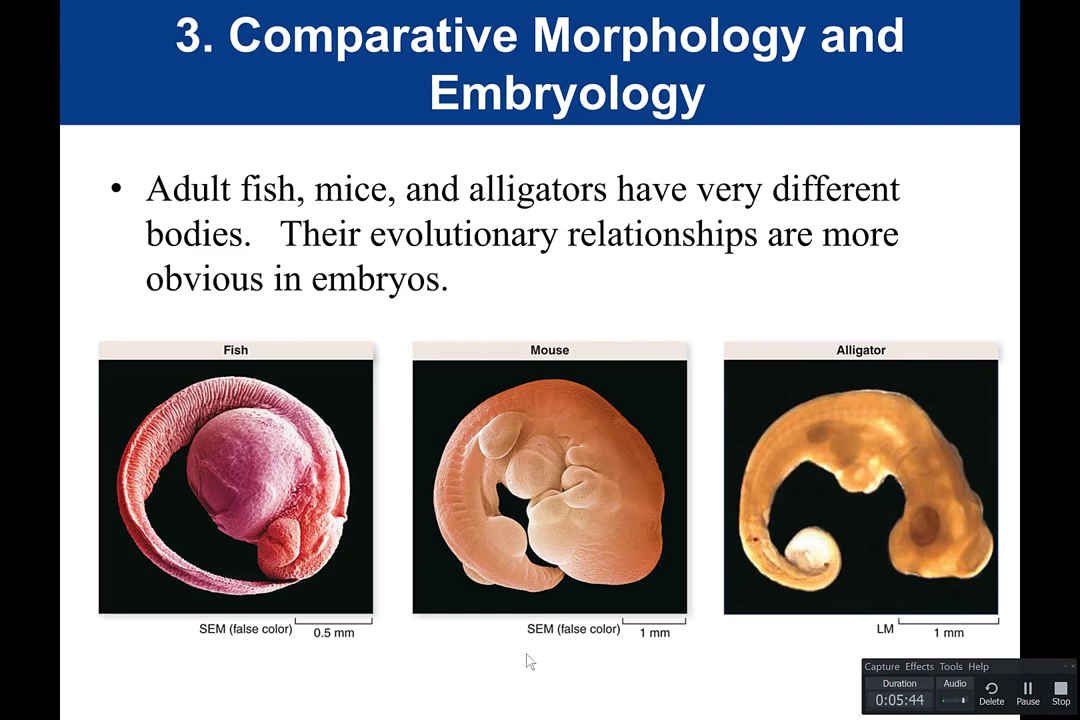 3. Comparative Morphology and
Embryology
• Adult fish, mice, and alligators have very different
bodies.   Their evolutionary relationships are more
obvious in embryos.
Fish
Mouse
Alligator
SEM (false color) 0.5 mm
SEM (false color) 1 mm
LM 1 mm
Capture Effects Tools Help
Duration Audio
0:05:44 Delete Pause Stop